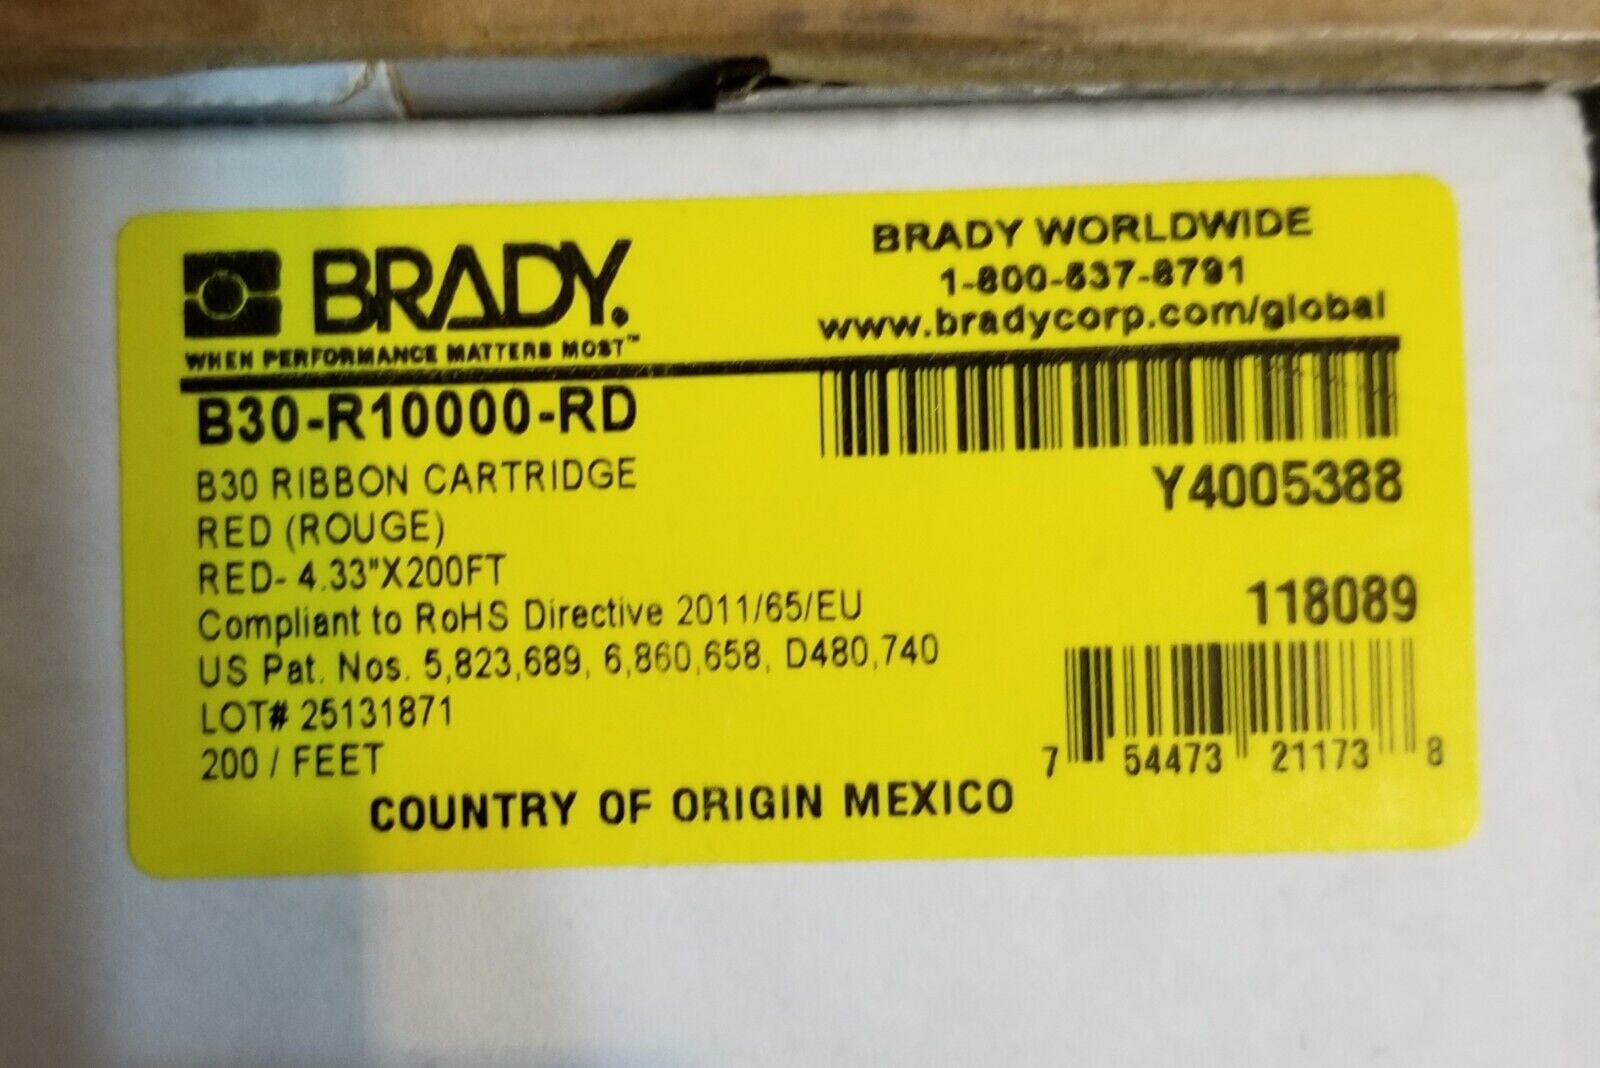 BRADY.
WHEN PERFORMANCE MATTERS MOST™
BRADY WORLDWIDE
1-800-537-8791
www.bradycorp.com/global
B30-R10000-RD
B30 RIBBON CARTRIDGE
RED (ROUGE)
RED- 4.33"X200FT
Compliant to RoHS Directive 2011/65/EU
US Pat. Nos. 5,823,689, 6,860,658, D480,740
LOT# 25131871
200 / FEET
Y4005388
118089
7 54473 21173 8
COUNTRY OF ORIGIN MEXICO